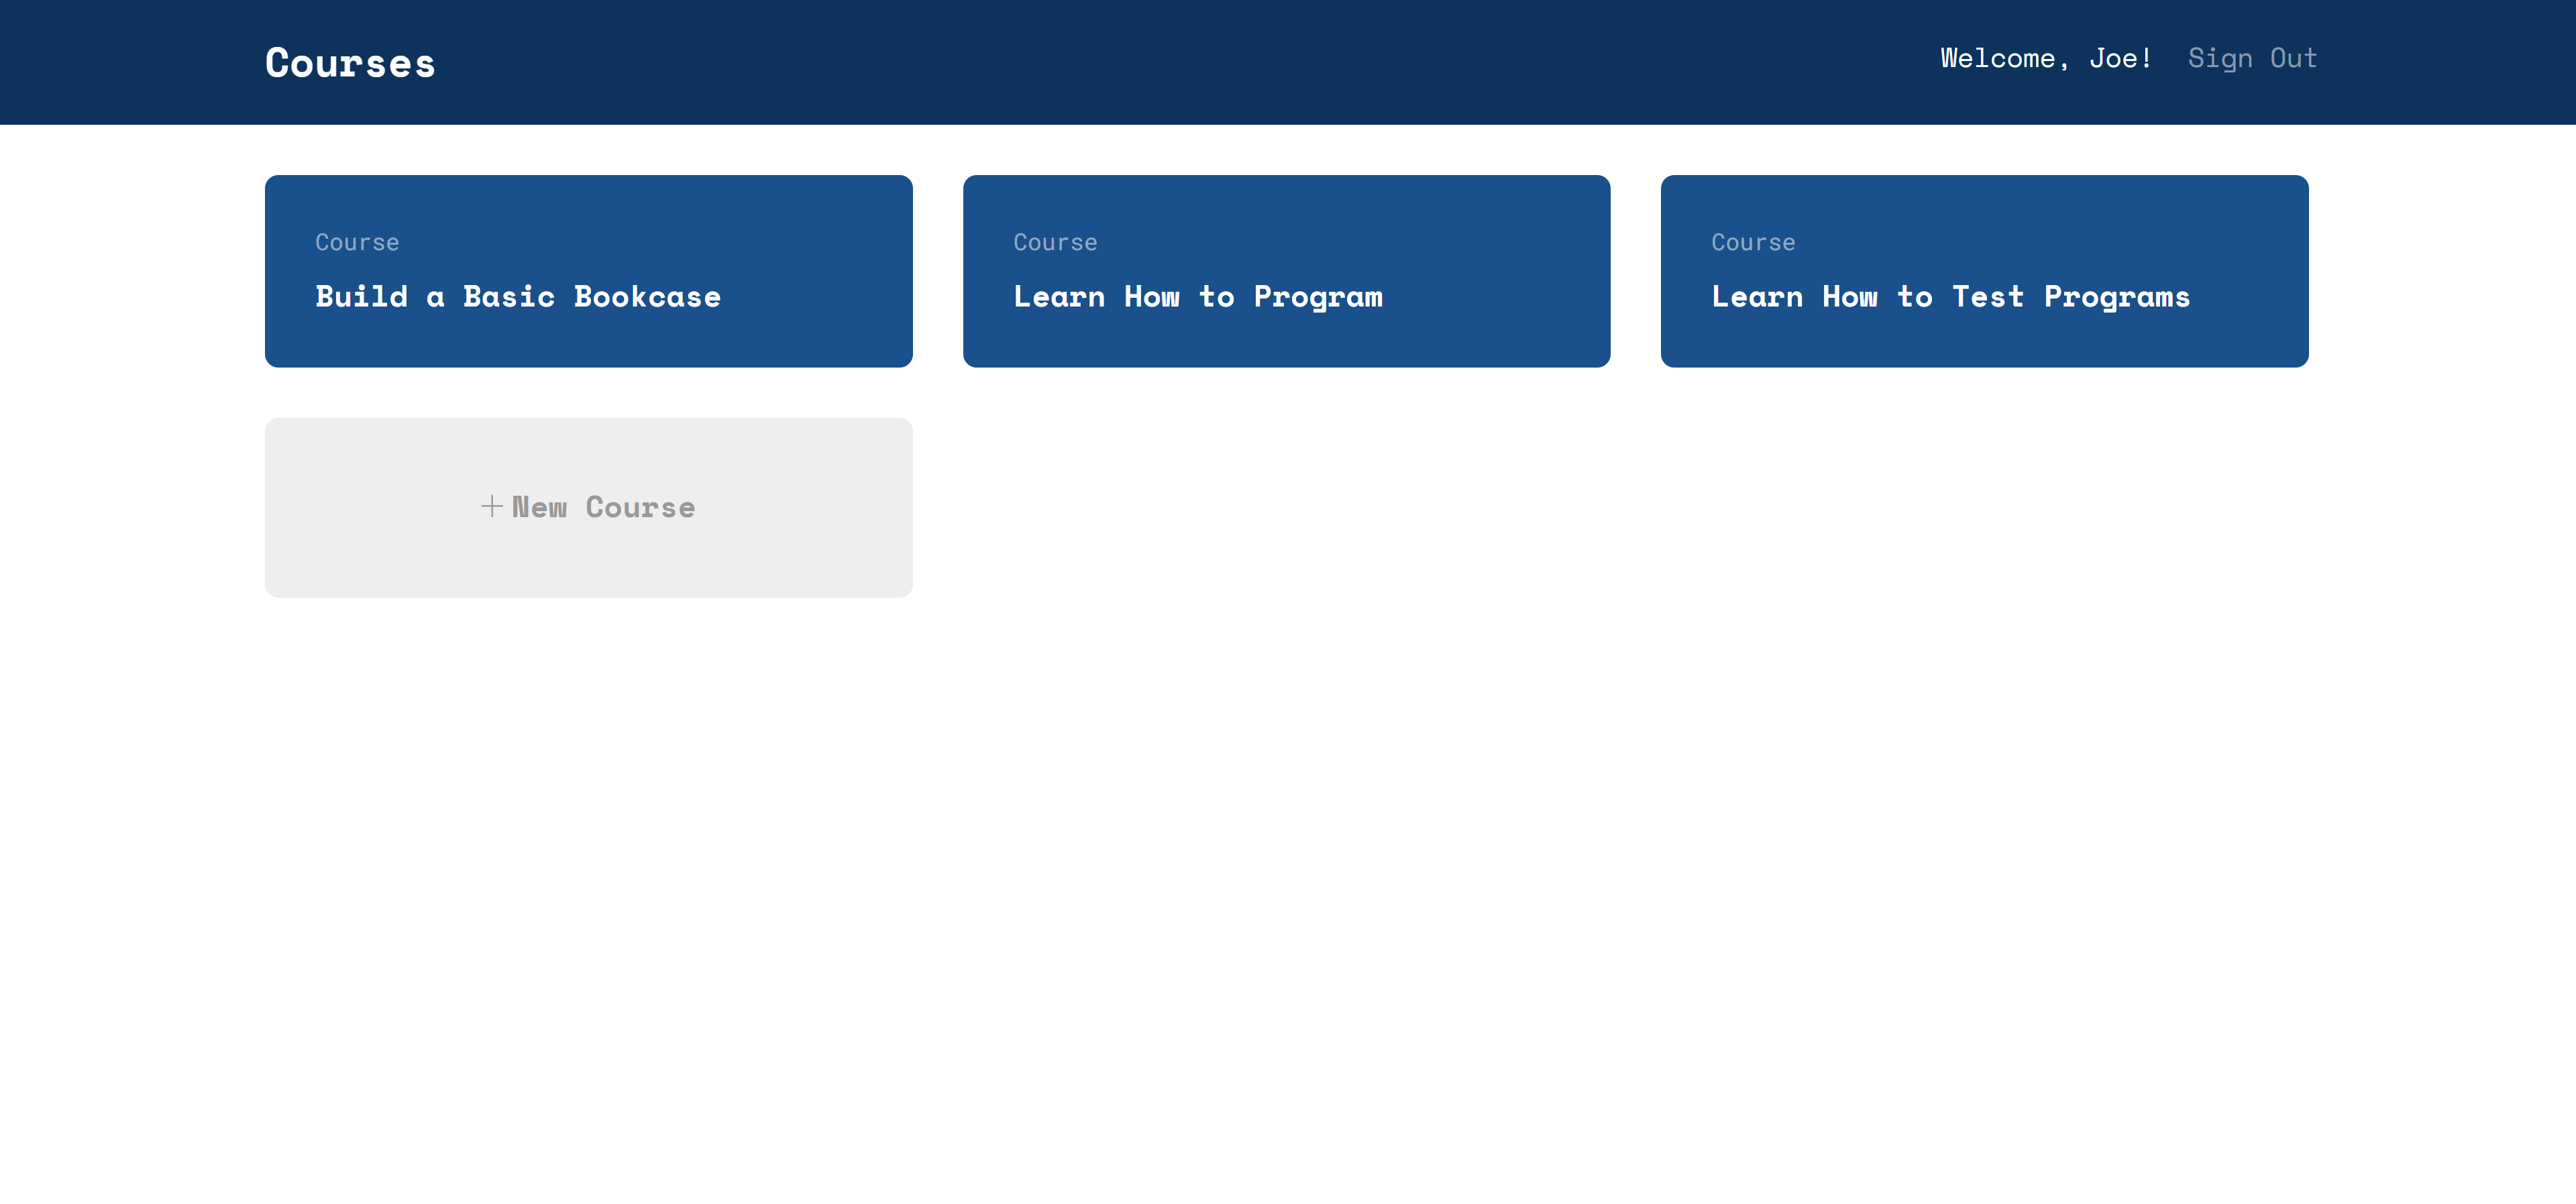 Courses
Welcome, Joe! Sign Out
Course
Build a Basic Bookcase
Course
Learn How to Program
Course
Learn How to Test Programs
New Course